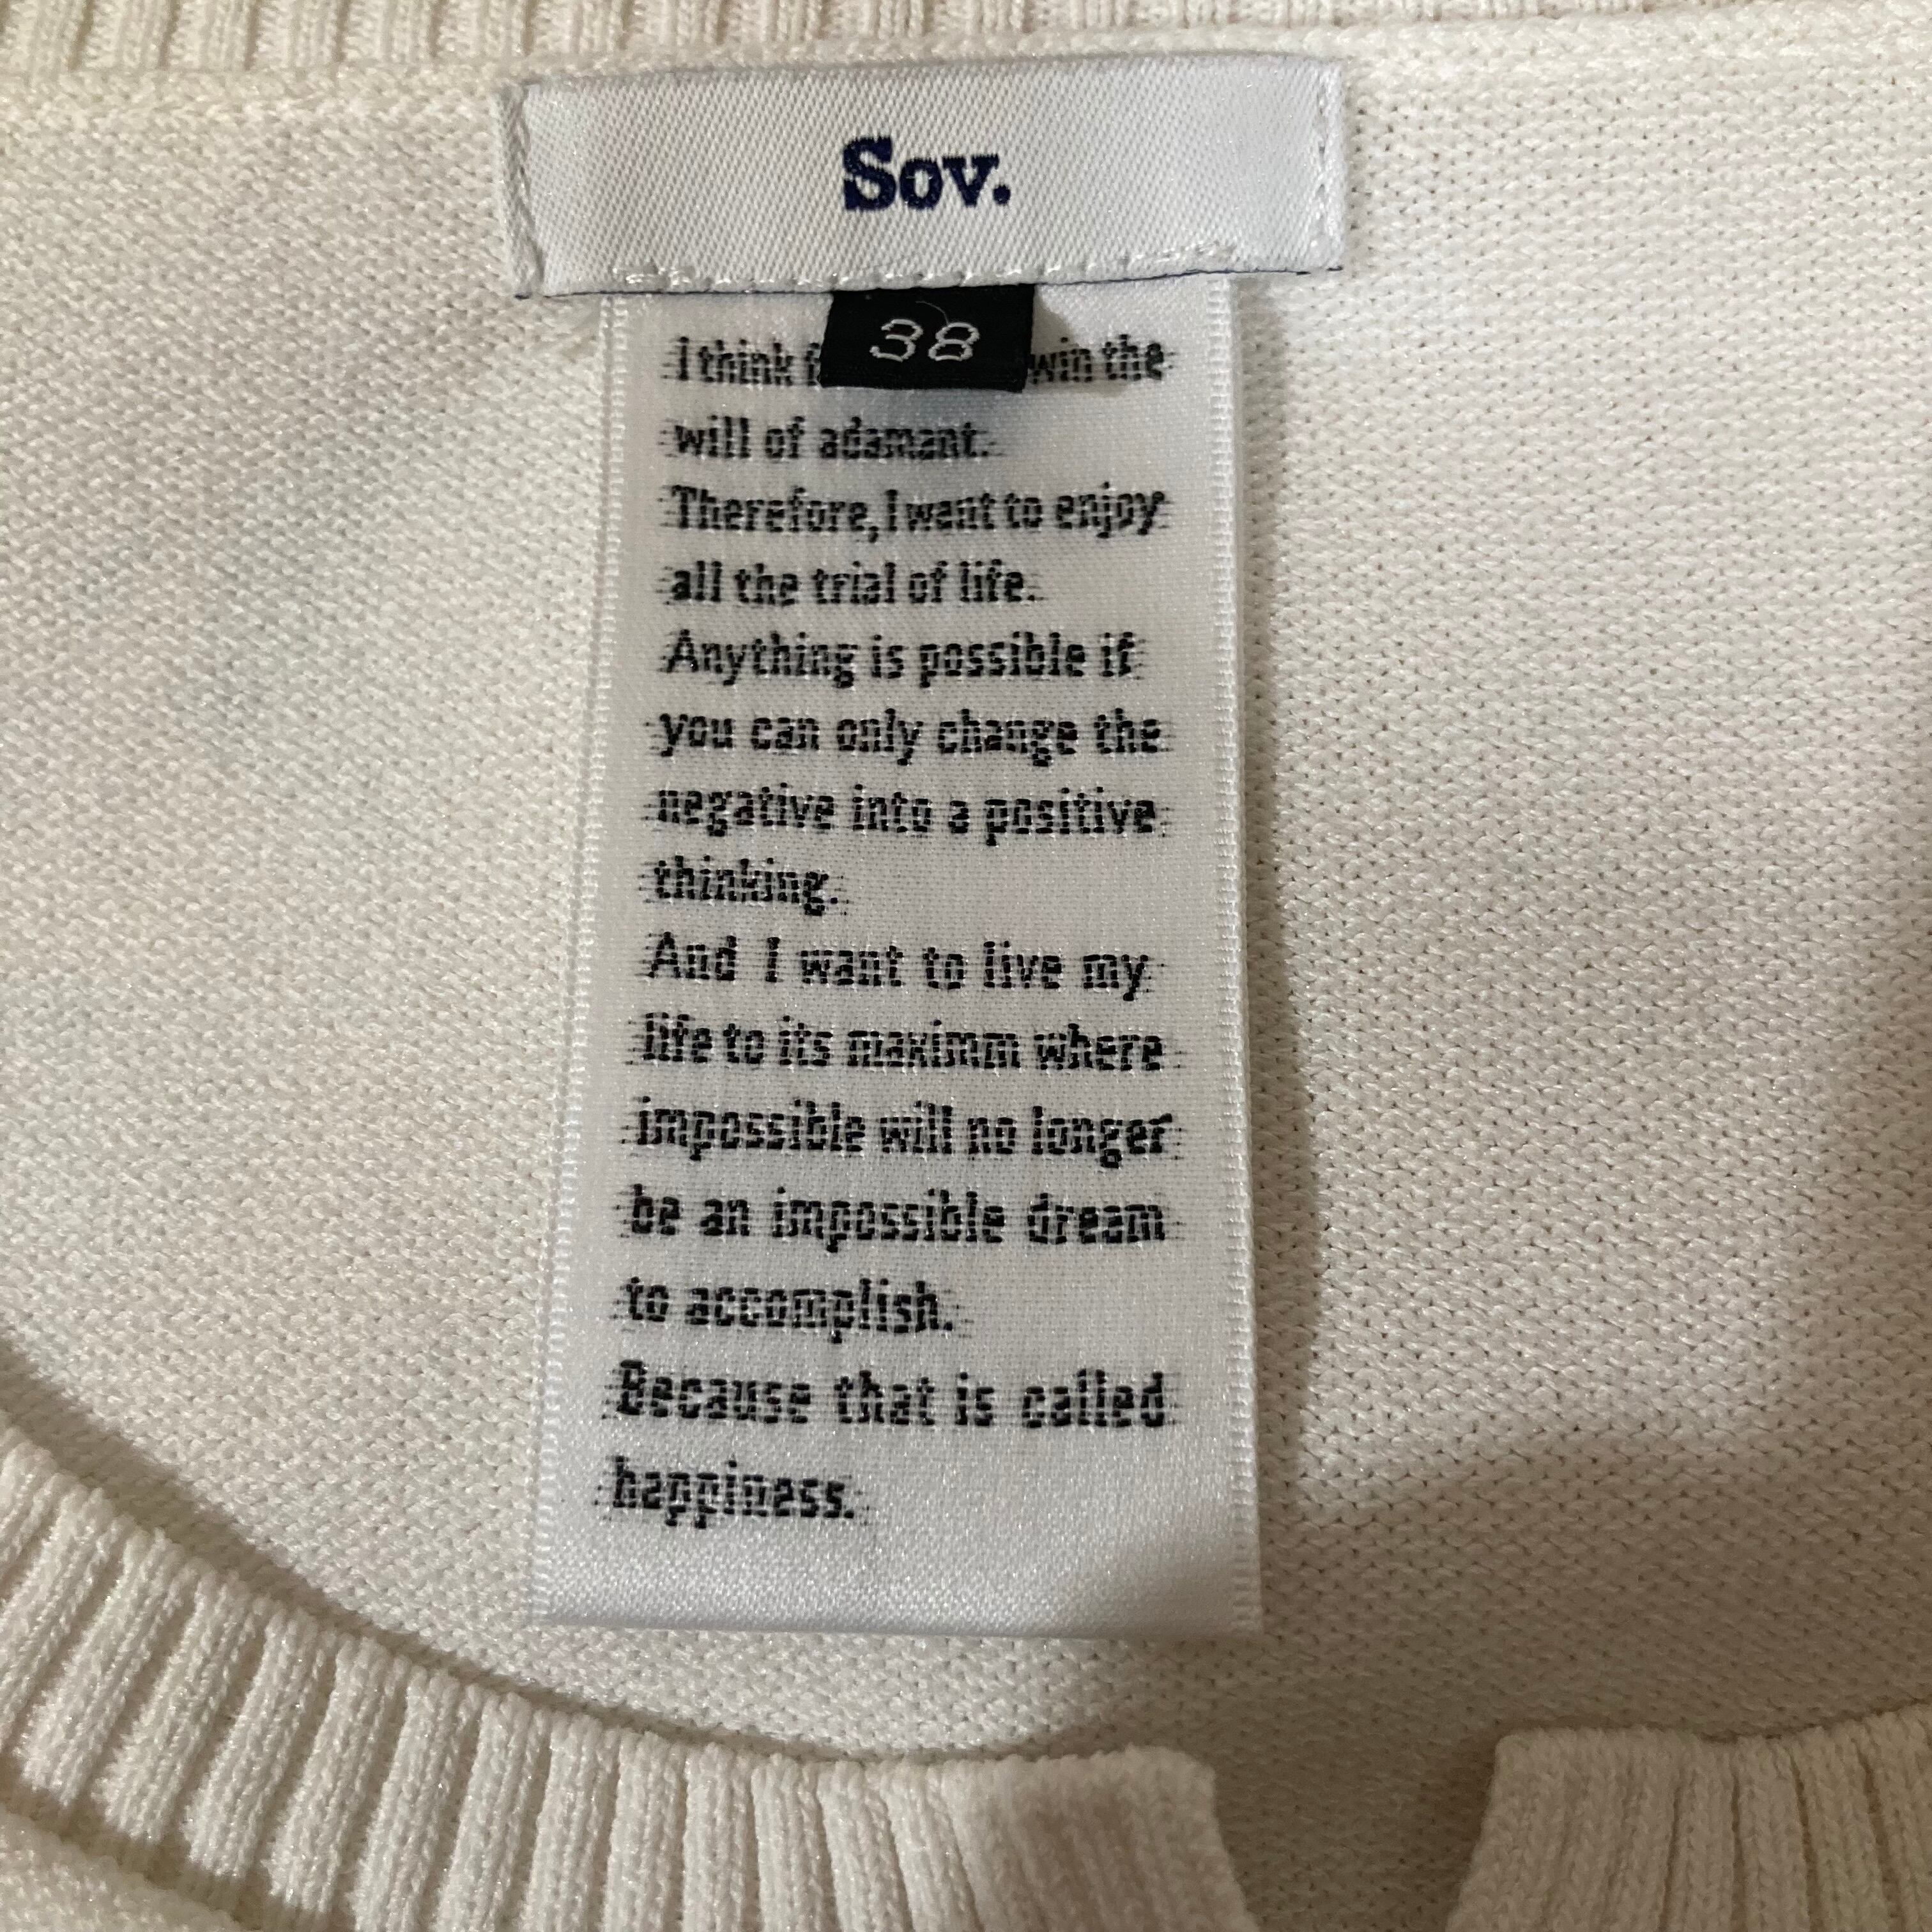 Sov.
38
I think win the
will of adamant.
Therefore, I want to enjoy
all the trial of life.
Anything is possible if
you can only change the
negative into a positive
thinking.
And I want to live my
life to its maximm where
impossible will no longer
be an impossible dream
to accomplish.
Because that is called
happiness.